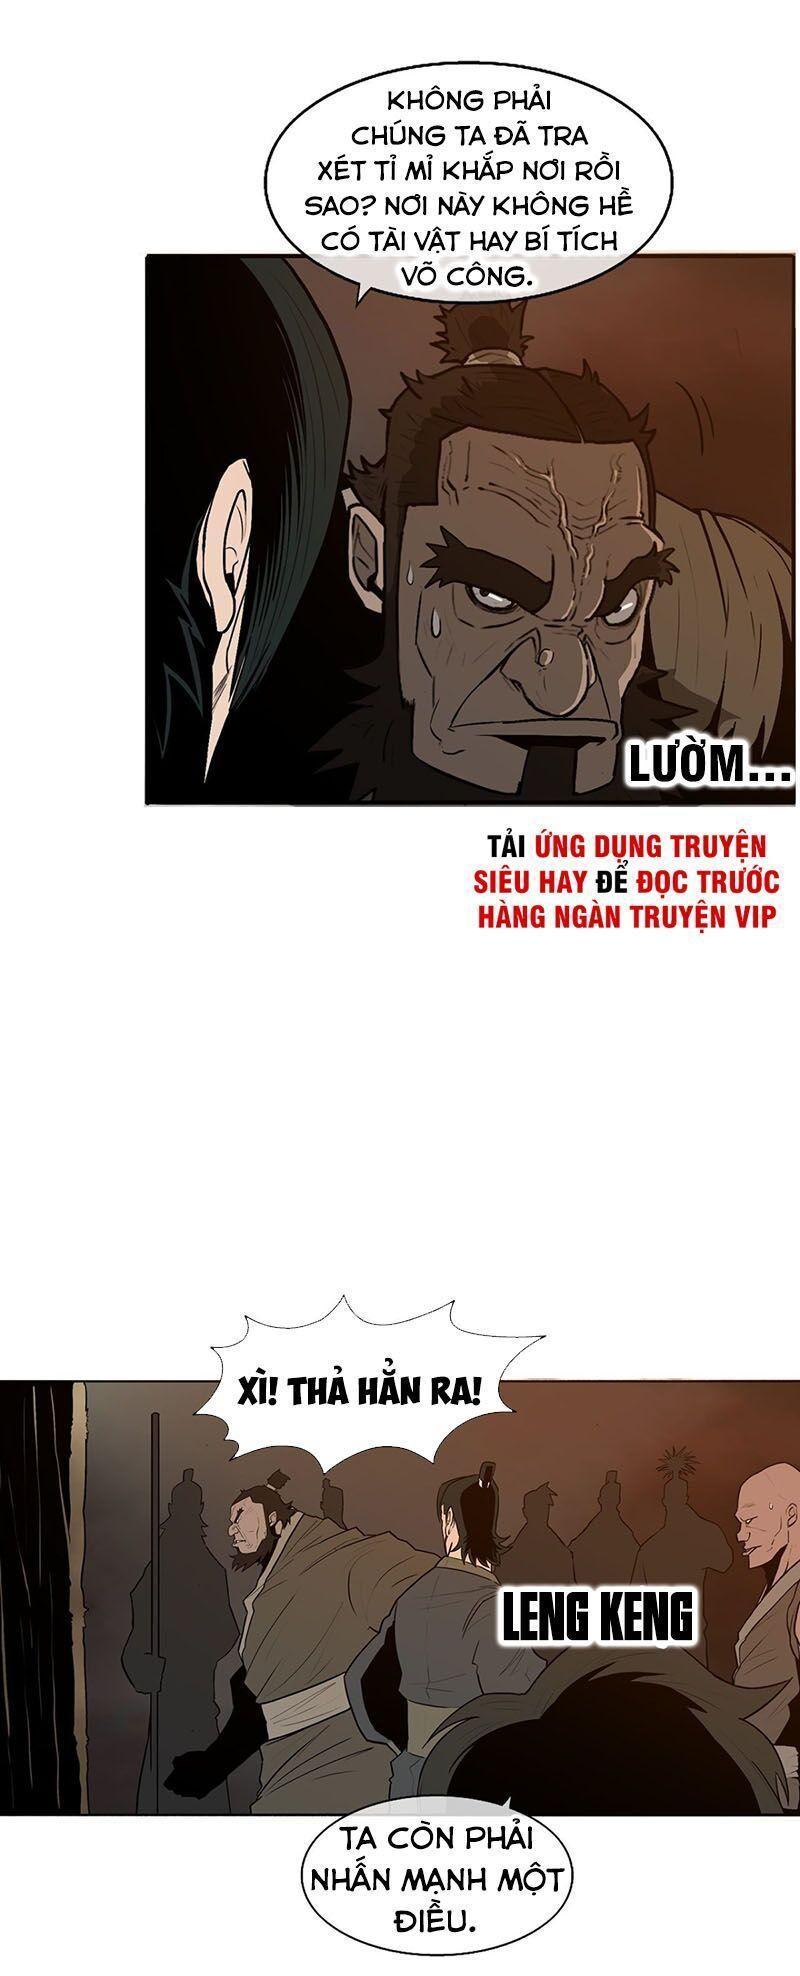 KHÔNG PHẢI
CHÚNG TA ĐÃ TRA
XÉT TỈ MỈ KHẮP NƠI RỒI
SAO? NƠI NÀY KHÔNG HỀ
CÓ TÀI VẬT HAY BÍ TÍCH
VÕ CÔNG.
LƯỜM...
TẢI ỨNG DỤNG TRUYỆN
SIÊU HAY ĐỂ ĐỌC TRƯỚC
HÀNG NGÀN TRUYỆN VIP
XÌ! THẢ HẲN RA!
LENG KENG
TA CÒN PHẢI
NHẤN MẠNH MỘT
ĐIỀU.